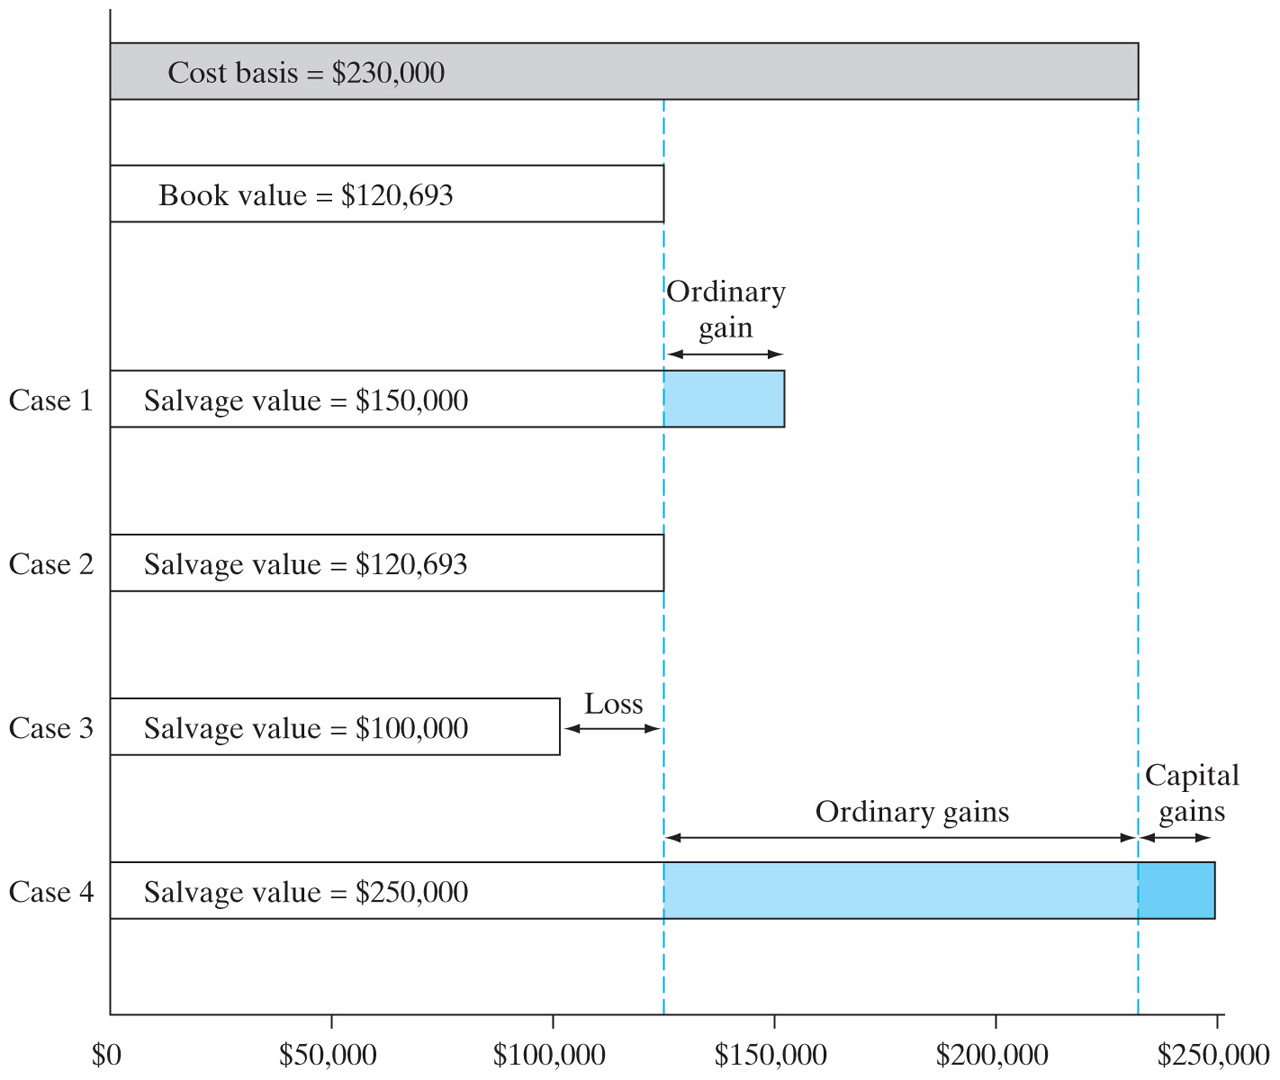 Cost basis = $230,000
Book value = $120,693
Ordinary
gain
Case 1
Salvage value = $150,000
Case 2
Salvage value = $120,693
Case 3
Salvage value = $100,000
Loss
Capital
gains
Ordinary gains
Case 4
Salvage value = $250,000
$0
$50,000
$100,000
$150,000
$200,000
$250,000